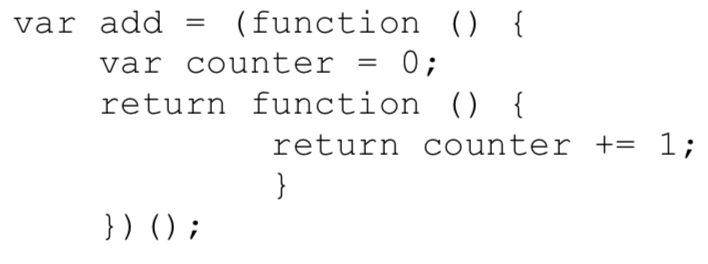 var add = (function () {
    var counter = 0;
    return function () {
            return counter += 1;
            }
    })();